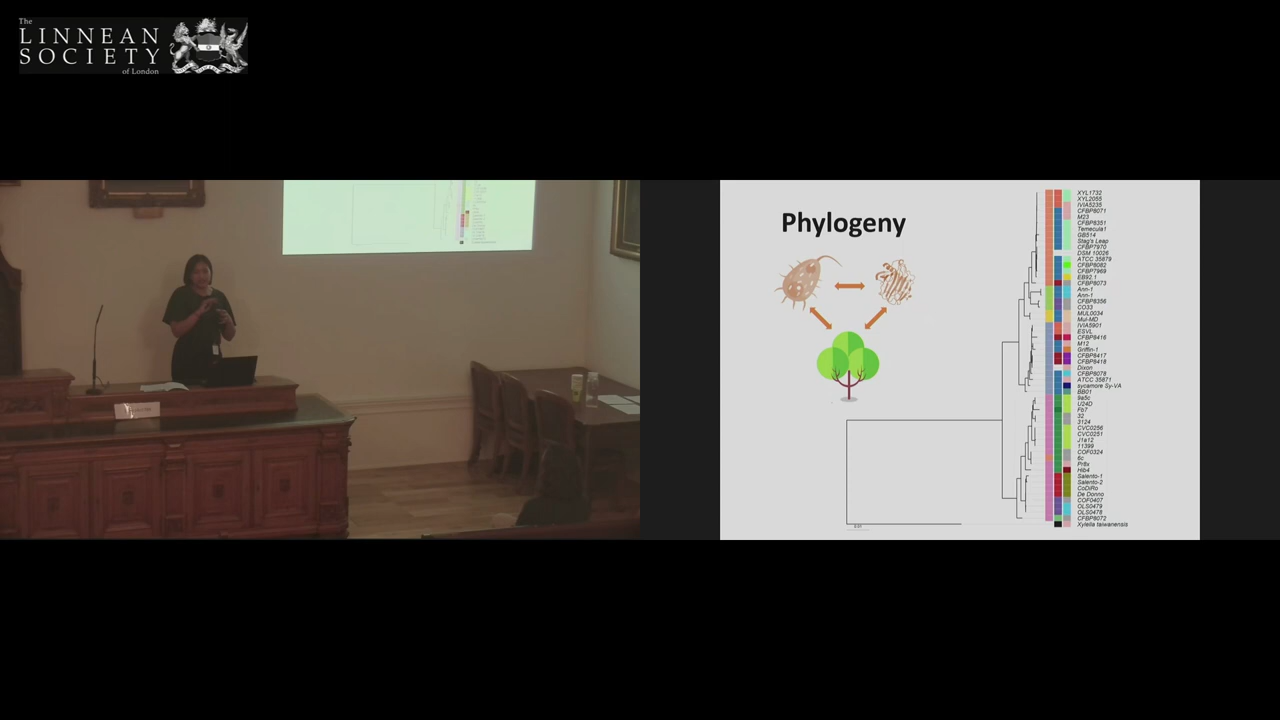 The
LINNEAN
SOCIETY
of London
Phylogeny
XYL1732
XYL2055
IVIA5235
CFBP8071
M23
CFBP8351
Temecula1
GB514
Stag's Leap
CFBP7970
DSM 10026
ATCC 35879
CFBP8082
CFBP7969
EB92.1
CFBP8073
Ann-1
Ann-1
CFBP8356
CO33
MUL0034
Mul-MD
IVIA5901
ESVL
CFBP8416
M12
Griffin-1
CFBP8417
CFBP8418
Dixon
CFBP8078
ATCC 35871
sycamore Sy-VA
BB01
9a5c
U24D
Fb7
32
3124
CVC0256
CVC0251
J1a12
11399
COF0324
6c
Pr8x
Hib4
Salento-1
Salento-2
CoDiRo
De Donno
COF0407
OLS0479
OLS0478
CFBP8072
Xylella taiwanensis
0.01